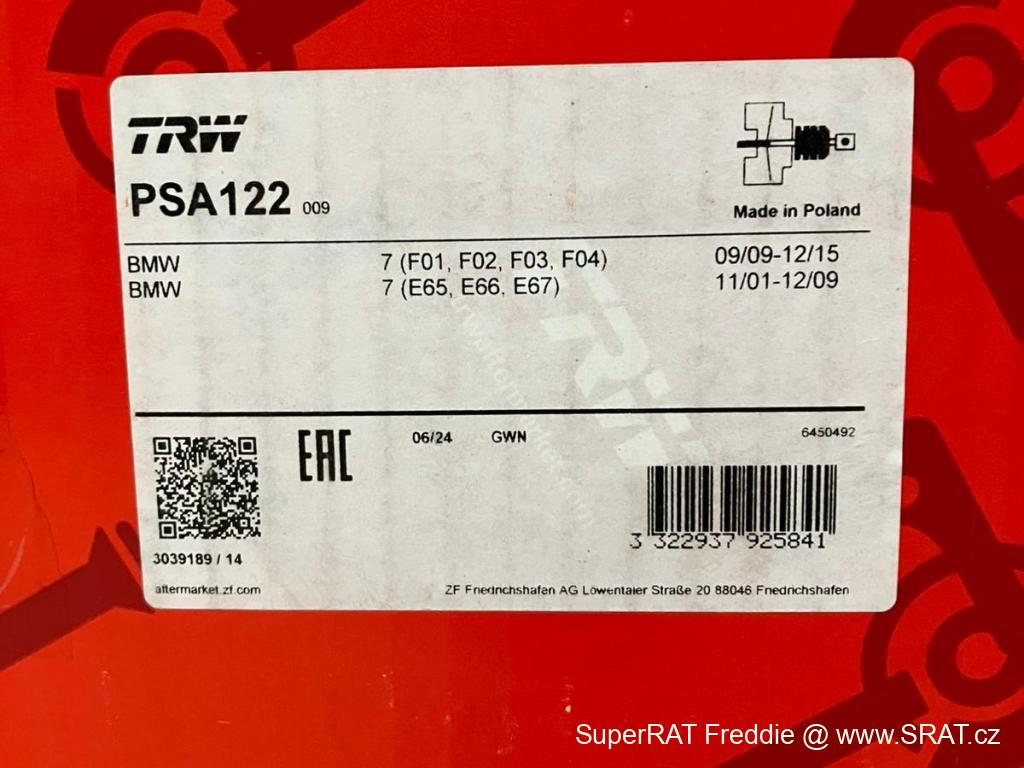 TRW
PSA122 009
Made in Poland
BMW 7 (F01, F02, F03, F04) 09/09-12/15
BMW 7 (E65, E66, E67) 11/01-12/09
EAC 06/24 GWN 6450492
3 322937 925841
3039189 / 14
aftermarket.zf.com ZF Friedrichshafen AG Löwentaler Straße 20 88046 Friedrichshafen
SuperRAT Freddie @ www.SRAT.cz